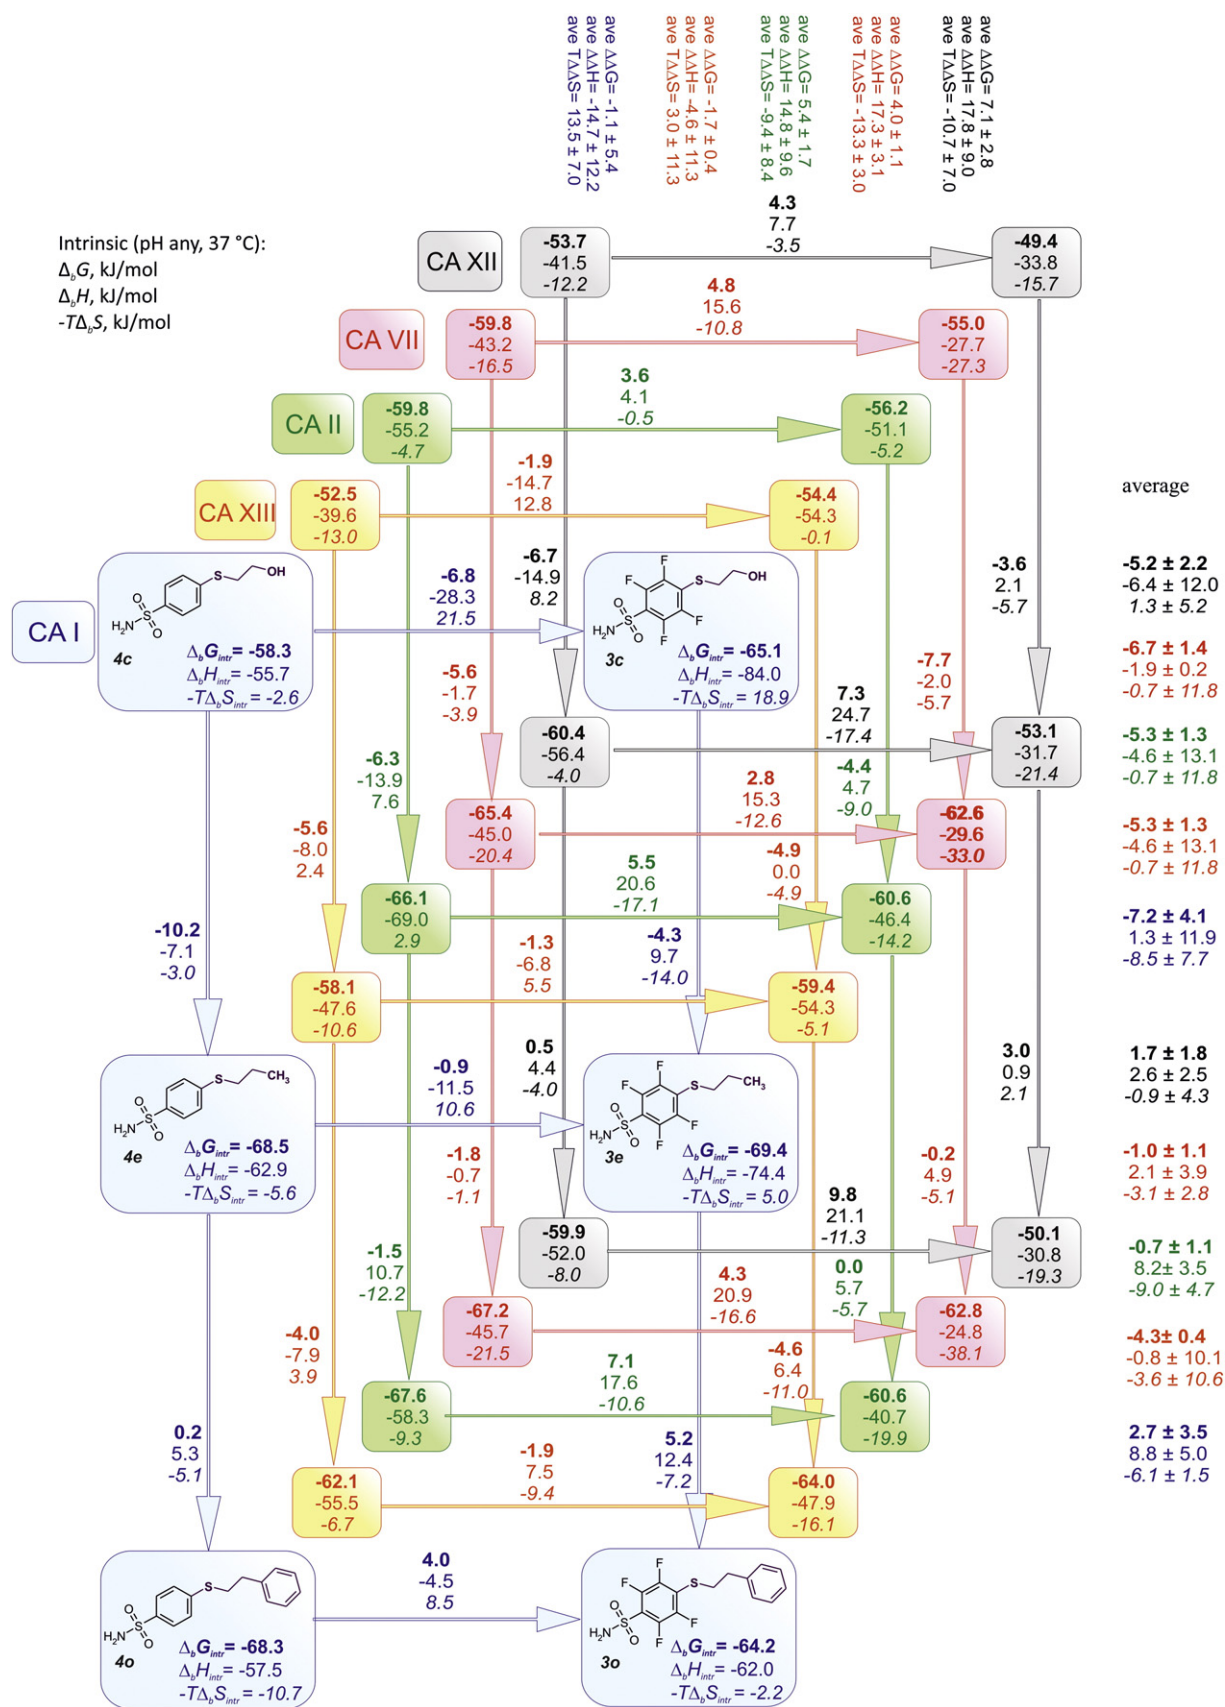 ave ΔΔG= -1.1 ± 5.4
ave ΔΔH= -14.7 ± 12.2
ave TΔΔS= 13.5 ± 7.0
ave ΔΔG= -1.7 ± 0.4
ave ΔΔH= -4.6 ± 11.3
ave TΔΔS= 3.0 ± 11.3
ave ΔΔG= 5.4 ± 1.7
ave ΔΔH= 14.8 ± 9.6
ave TΔΔS= -9.4 ± 8.4
ave ΔΔG= 4.0 ± 1.1
ave ΔΔH= 17.3 ± 3.1
ave TΔΔS= -13.3 ± 3.0
ave ΔΔG= 7.1 ± 2.8
ave ΔΔH= 17.8 ± 9.0
ave TΔΔS= -10.7 ± 7.0
Intrinsic (pH any, 37 °C):
Δ_bG, kJ/mol
Δ_bH, kJ/mol
-TΔ_bS, kJ/mol
CA XII
-53.7
-41.5
-12.2
4.3
7.7
-3.5
-49.4
-33.8
-15.7
CA VII
-59.8
-43.2
-16.5
4.8
15.6
-10.8
-55.0
-27.7
-27.3
CA II
-59.8
-55.2
-4.7
3.6
4.1
-0.5
-56.2
-51.1
-5.2
CA XIII
-52.5
-39.6
-13.0
-1.9
-14.7
12.8
-54.4
-54.3
-0.1
average
CA I
OH
S
O
O
H₂N
4c
Δ_bG_intr= -58.3
Δ_bH_intr= -55.7
-TΔ_bS_intr = -2.6
-6.8
-28.3
21.5
-6.7
-14.9
8.2
F
F
F
F
S
OH
S
O
O
H₂N
3c
Δ_bG_intr= -65.1
Δ_bH_intr= -84.0
-TΔ_bS_intr = 18.9
-3.6
2.1
-5.7
-5.2 ± 2.2
-6.4 ± 12.0
1.3 ± 5.2
-5.6
-1.7
-3.9
-7.7
-2.0
-5.7
-6.7 ± 1.4
-1.9 ± 0.2
-0.7 ± 11.8
-60.4
-56.4
-4.0
7.3
24.7
-17.4
-53.1
-31.7
-21.4
-6.3
-13.9
7.6
-4.4
4.7
-9.0
-5.3 ± 1.3
-4.6 ± 13.1
-0.7 ± 11.8
-65.4
-45.0
-20.4
2.8
15.3
-12.6
-62.6
-29.6
-33.0
-5.6
-8.0
2.4
-4.9
0.0
-4.9
-5.3 ± 1.3
-4.6 ± 13.1
-0.7 ± 11.8
-66.1
-69.0
2.9
5.5
20.6
-17.1
-60.6
-46.4
-14.2
-10.2
-7.1
-3.0
-4.3
9.7
-14.0
-7.2 ± 4.1
1.3 ± 11.9
-8.5 ± 7.7
-58.1
-47.6
-10.6
-1.3
-6.8
5.5
-59.4
-54.3
-5.1
S
CH₃
S
O
O
H₂N
4e
Δ_bG_intr= -68.5
Δ_bH_intr= -62.9
-TΔ_bS_intr = -5.6
-0.9
-11.5
10.6
0.5
4.4
-4.0
F
F
F
F
S
CH₃
S
O
O
H₂N
3e
Δ_bG_intr= -69.4
Δ_bH_intr= -74.4
-TΔ_bS_intr = 5.0
3.0
0.9
2.1
1.7 ± 1.8
2.6 ± 2.5
-0.9 ± 4.3
-1.8
-0.7
-1.1
-0.2
4.9
-5.1
-1.0 ± 1.1
2.1 ± 3.9
-3.1 ± 2.8
-59.9
-52.0
-8.0
9.8
21.1
-11.3
-50.1
-30.8
-19.3
-1.5
10.7
-12.2
0.0
5.7
-5.7
-0.7 ± 1.1
8.2± 3.5
-9.0 ± 4.7
-67.2
-45.7
-21.5
4.3
20.9
-16.6
-62.8
-24.8
-38.1
-4.0
-7.9
3.9
-4.6
6.4
-11.0
-4.3± 0.4
-0.8 ± 10.1
-3.6 ± 10.6
-67.6
-58.3
-9.3
7.1
17.6
-10.6
-60.6
-40.7
-19.9
0.2
5.3
-5.1
5.2
12.4
-7.2
2.7 ± 3.5
8.8 ± 5.0
-6.1 ± 1.5
-62.1
-55.5
-6.7
-1.9
7.5
-9.4
-64.0
-47.9
-16.1
S
S
O
O
H₂N
4o
Δ_bG_intr= -68.3
Δ_bH_intr= -57.5
-TΔ_bS_intr = -10.7
4.0
-4.5
8.5
F
F
F
F
S
S
O
O
H₂N
3o
Δ_bG_intr= -64.2
Δ_bH_intr= -62.0
-TΔ_bS_intr = -2.2